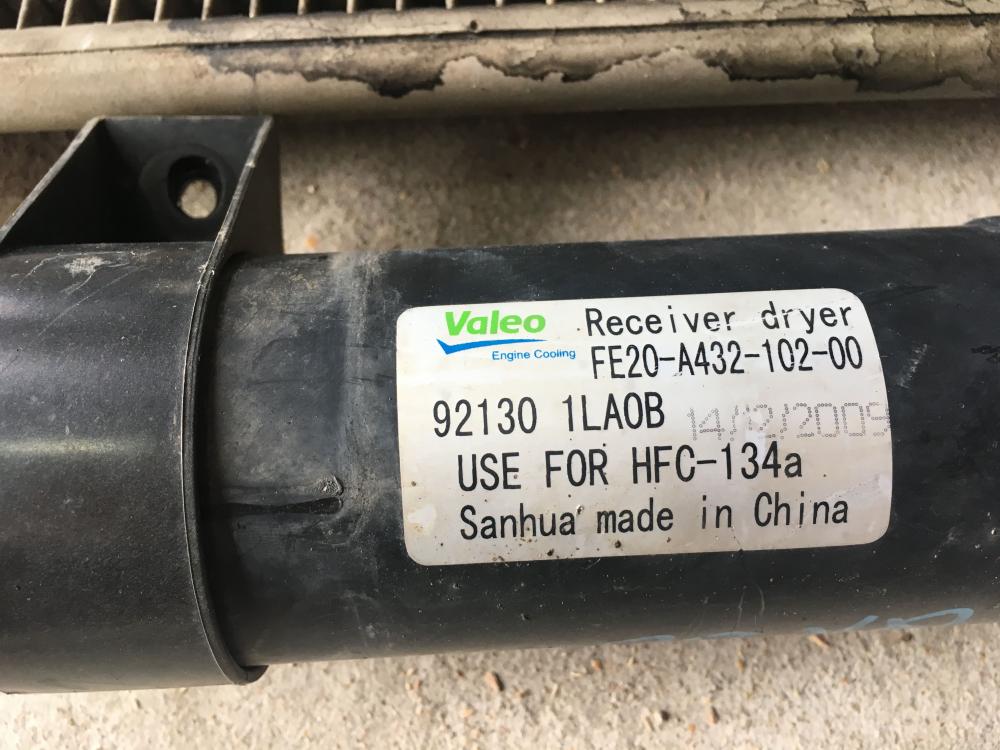 Valeo
Engine Cooling
Receiver dryer
FE20-A432-102-00
92130 1LA0B
USE FOR HFC-134a
Sanhua made in China